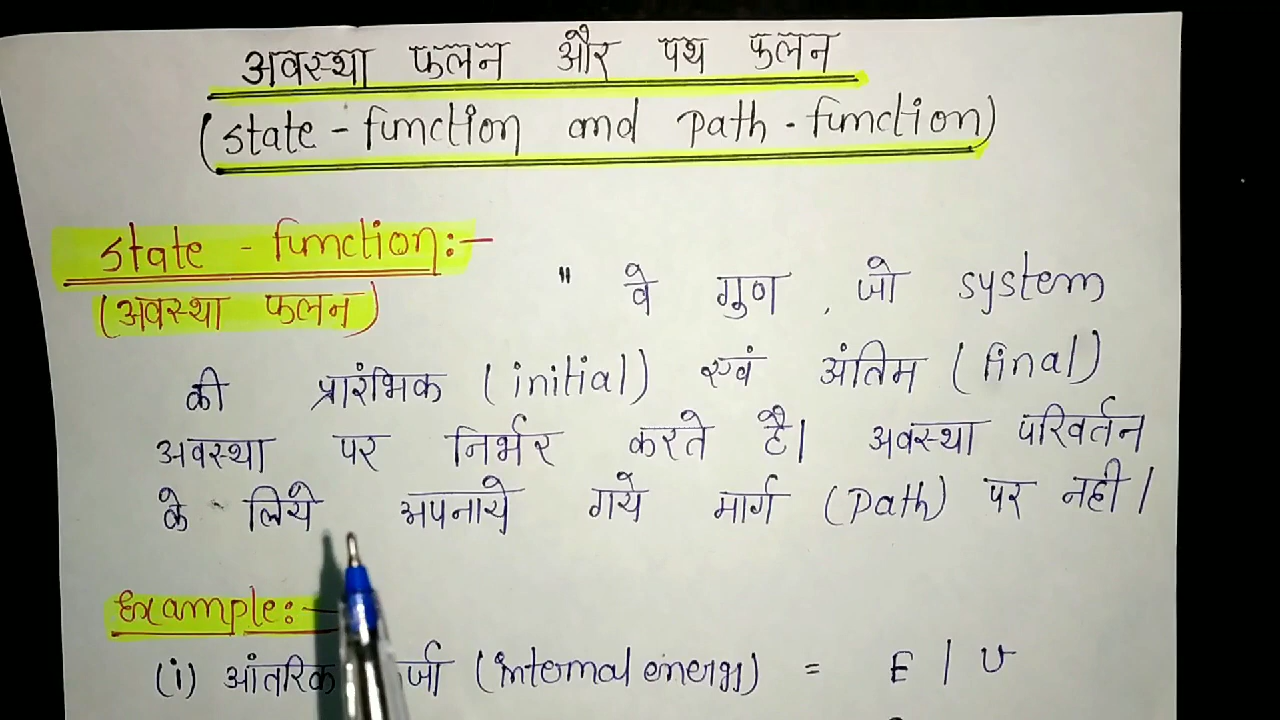 अवस्था फलन और पथ फलन
(state - function and path - function)
state - function :-
(अवस्था फलन)
" वे गुण , जो system
की प्रारंभिक (initial) एवं अंतिम (final)
अवस्था पर निर्भर करते है। अवस्था परिवर्तन
के लिये अपनाये गये मार्ग (path) पर नही।
Example:-
(i) आंतरिक (internal energy) = E / U